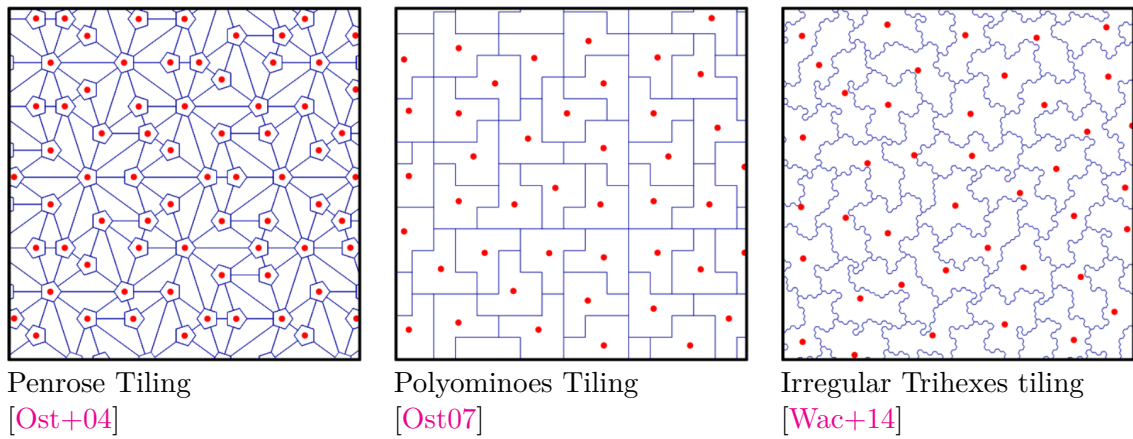 Penrose Tiling
[Ost+04]
Polyominoes Tiling
[Ost07]
Irregular Trihexes tiling
[Wac+14]